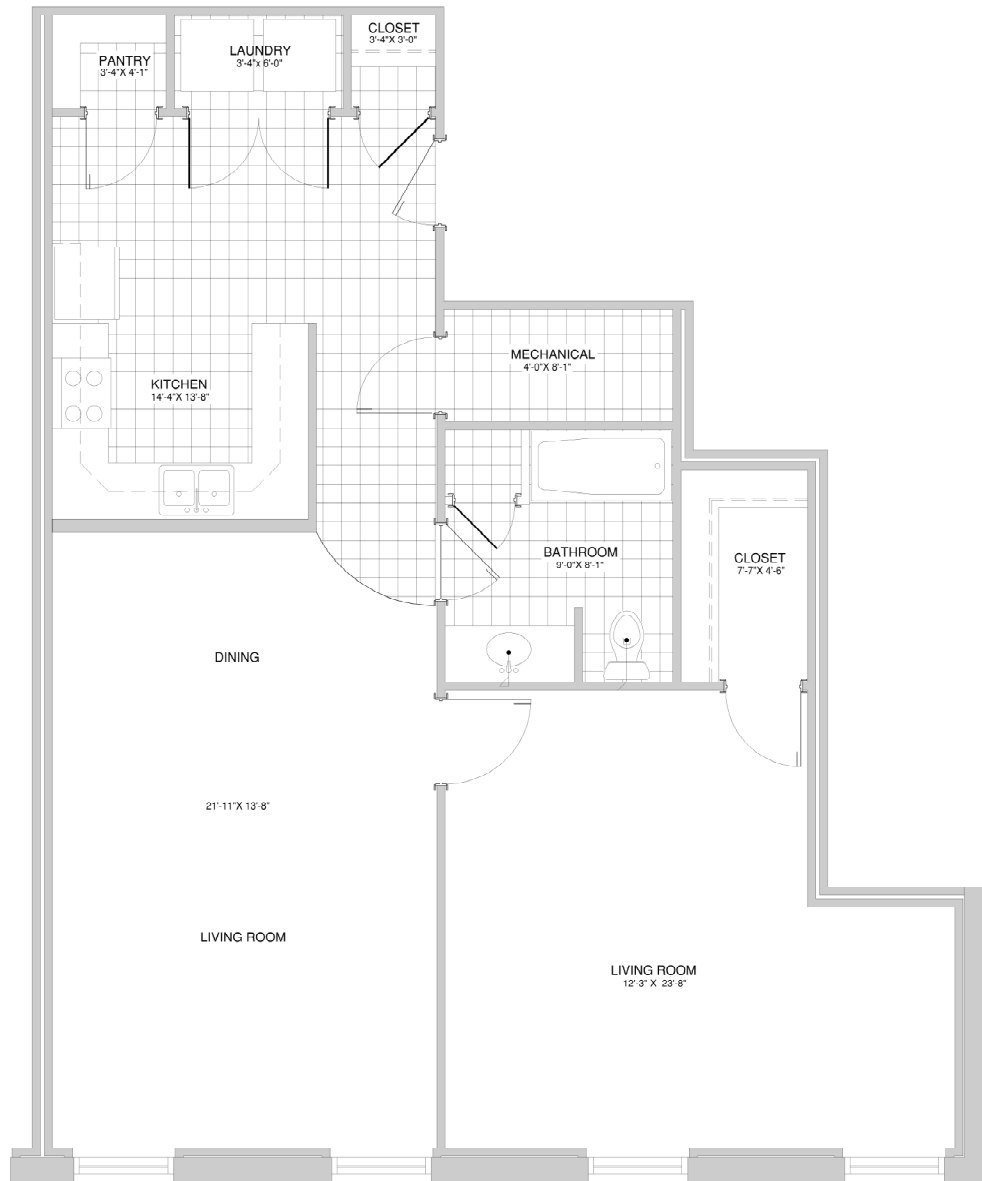 CLOSET
3'-4"X 3'-0"
LAUNDRY
3'-4"x 6'-0"
PANTRY
3'-4"X 4'-1"
MECHANICAL
4'-0"X 8'-1"
KITCHEN
14'-4"X 13'-8"
BATHROOM
9'-0"X 8'-1"
CLOSET
7'-7"X 4'-6"
DINING
21'-11"X 13'-8"
LIVING ROOM
LIVING ROOM
12'-3" X 23'-8"